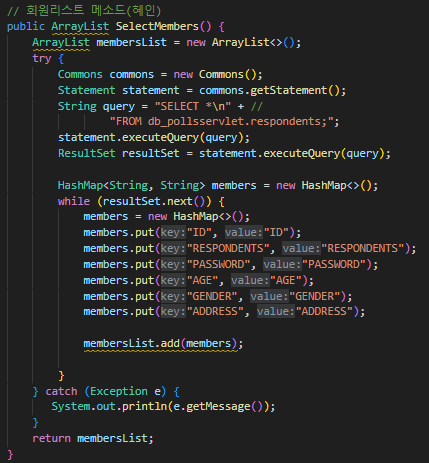 // 회원리스트 메소드(혜인)
public ArrayList SelectMembers() {
ArrayList membersList = new ArrayList<>();
try {
Commons commons = new Commons();
Statement statement = commons.getStatement();
String query = "SELECT *\n" + //
"FROM db_pollsservlet.respondents;";
statement.executeQuery(query);
ResultSet resultSet = statement.executeQuery(query);
HashMap<String, String> members = new HashMap<>();
while (resultSet.next()) {
members = new HashMap<>();
members.put(key:"ID", value:"ID");
members.put(key:"RESPONDENTS", value:"RESPONDENTS");
members.put(key:"PASSWORD", value:"PASSWORD");
members.put(key:"AGE", value:"AGE");
members.put(key:"GENDER", value:"GENDER");
members.put(key:"ADDRESS", value:"ADDRESS");
membersList.add(members);
}
} catch (Exception e) {
System.out.println(e.getMessage());
}
return membersList;
}